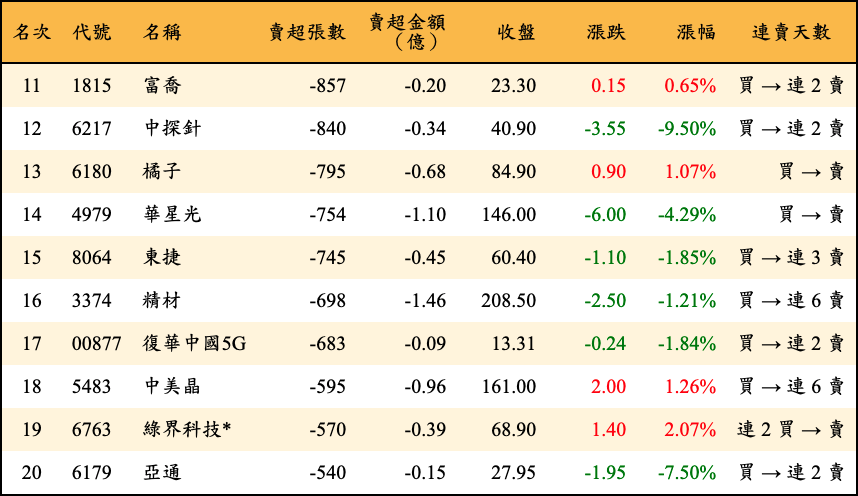 名次 代號 名稱 賣超張數 賣超金額（億） 收盤 漲跌 漲幅 連賣天數
11 1815 富喬 -857 -0.20 23.30 0.15 0.65% 買 → 連 2 賣
12 6217 中探針 -840 -0.34 40.90 -3.55 -9.50% 買 → 連 2 賣
13 6180 橘子 -795 -0.68 84.90 0.90 1.07% 買 → 賣
14 4979 華星光 -754 -1.10 146.00 -6.00 -4.29% 買 → 賣
15 8064 東捷 -745 -0.45 60.40 -1.10 -1.85% 買 → 連 3 賣
16 3374 精材 -698 -1.46 208.50 -2.50 -1.21% 買 → 連 6 賣
17 00877 復華中國5G -683 -0.09 13.31 -0.24 -1.84% 買 → 連 2 賣
18 5483 中美晶 -595 -0.96 161.00 2.00 1.26% 買 → 連 6 賣
19 6763 綠界科技* -570 -0.39 68.90 1.40 2.07% 連 2 買 → 賣
20 6179 亞通 -540 -0.15 27.95 -1.95 -7.50% 買 → 連 2 賣